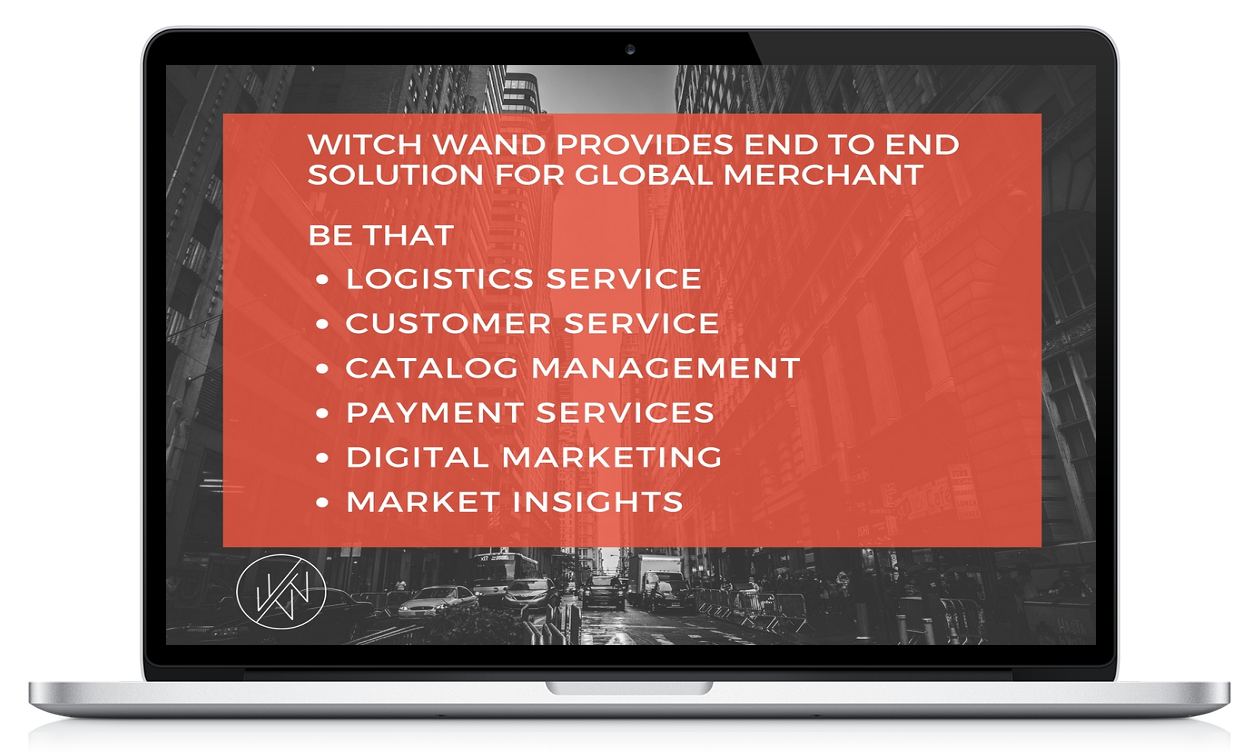 WITCH WAND PROVIDES END TO END
SOLUTION FOR GLOBAL MERCHANT
BE THAT
• LOGISTICS SERVICE
• CUSTOMER SERVICE
• CATALOG MANAGEMENT
• PAYMENT SERVICES
• DIGITAL MARKETING
• MARKET INSIGHTS